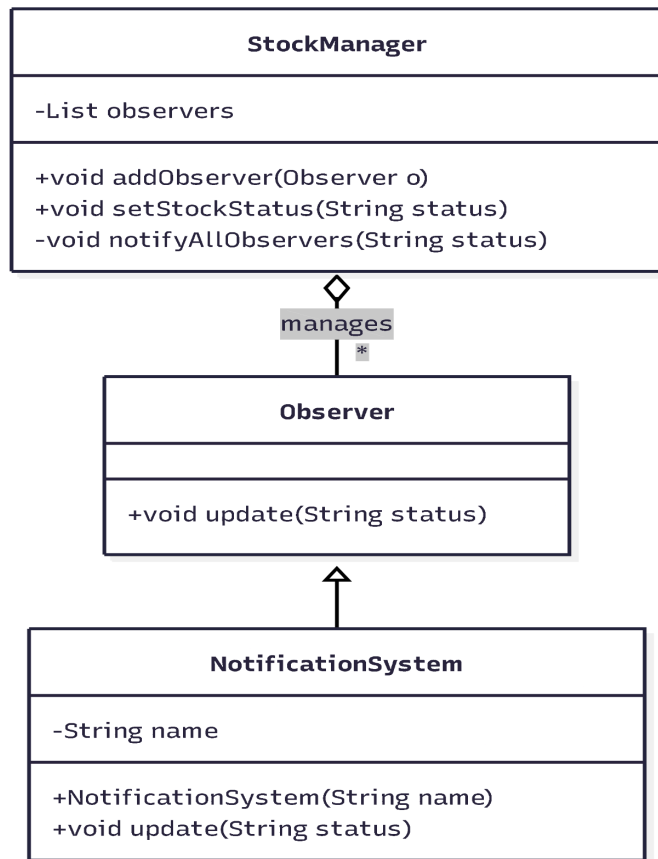 StockManager
-List observers
+void addObserver(Observer o)
+void setStockStatus(String status)
-void notifyAllObservers(String status)
manages
*
Observer
+void update(String status)
NotificationSystem
-String name
+NotificationSystem(String name)
+void update(String status)